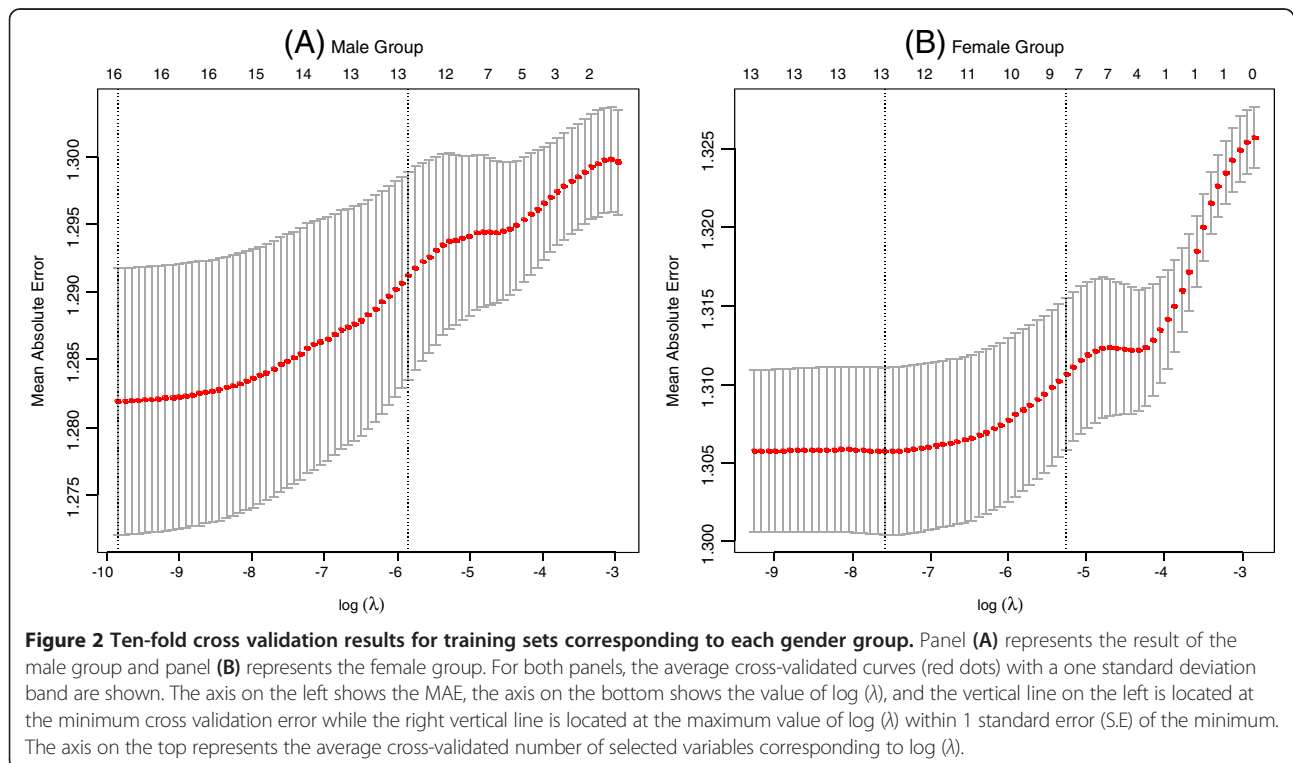 (A) Male Group
16 16 16 15 14 13 13 12 7 5 3 2
Mean Absolute Error
1.300
1.295
1.290
1.285
1.280
1.275
-10 -9 -8 -7 -6 -5 -4 -3
log (λ)
(B) Female Group
13 13 13 13 12 11 10 9 7 7 4 1 1 1 0
Mean Absolute Error
1.325
1.320
1.315
1.310
1.305
1.300
-9 -8 -7 -6 -5 -4 -3
log (λ)
Figure 2 Ten-fold cross validation results for training sets corresponding to each gender group. Panel (A) represents the result of the
male group and panel (B) represents the female group. For both panels, the average cross-validated curves (red dots) with a one standard deviation
band are shown. The axis on the left shows the MAE, the axis on the bottom shows the value of log (λ), and the vertical line on the left is located at
the minimum cross validation error while the right vertical line is located at the maximum value of log (λ) within 1 standard error (S.E) of the minimum.
The axis on the top represents the average cross-validated number of selected variables corresponding to log (λ).